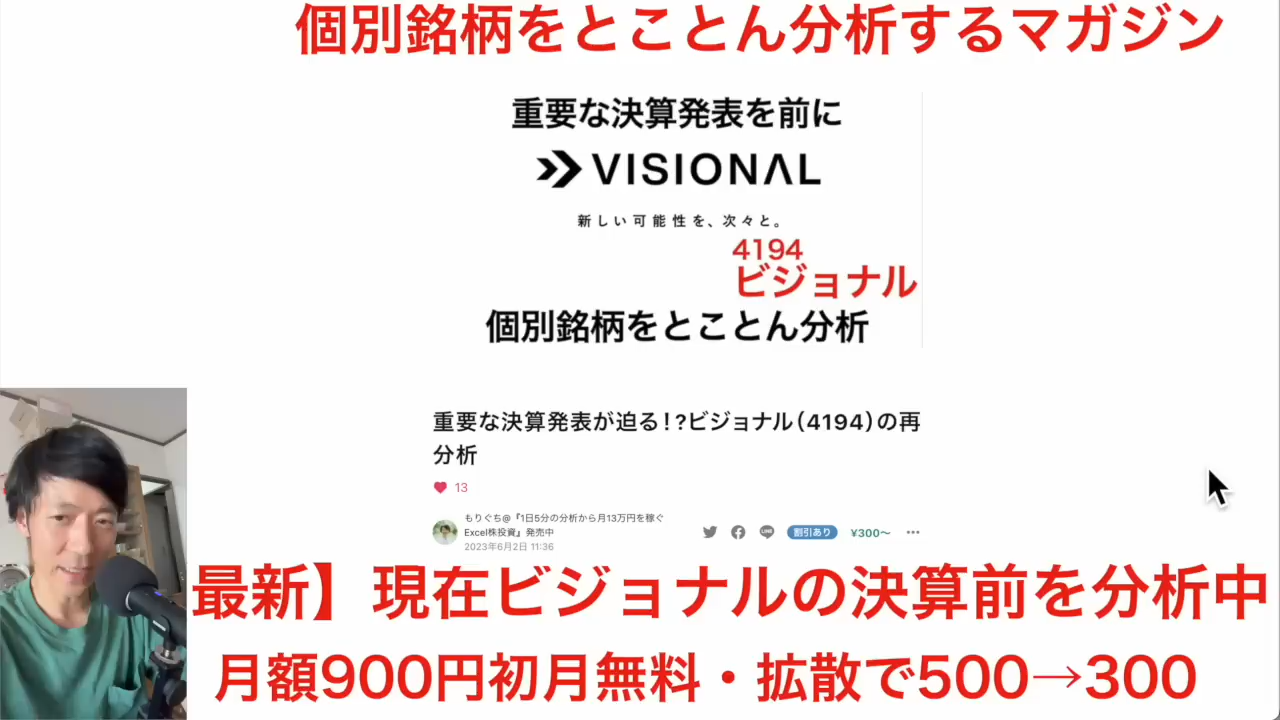 個別銘柄をとことん分析するマガジン
重要な決算発表を前に
VISIONAL
新しい可能性を、次々と。
4194
ビジョナル
個別銘柄をとことん分析
重要な決算発表が迫る!?ビジョナル(4194)の再
分析
13
もりぐち@『1日5分の分析から月13万円を稼ぐ
Excel株投資』発売中
2023年6月2日 11:36
LINE
割引あり
¥300〜
最新】現在ビジョナルの決算前を分析中
月額900円初月無料・拡散で500→300